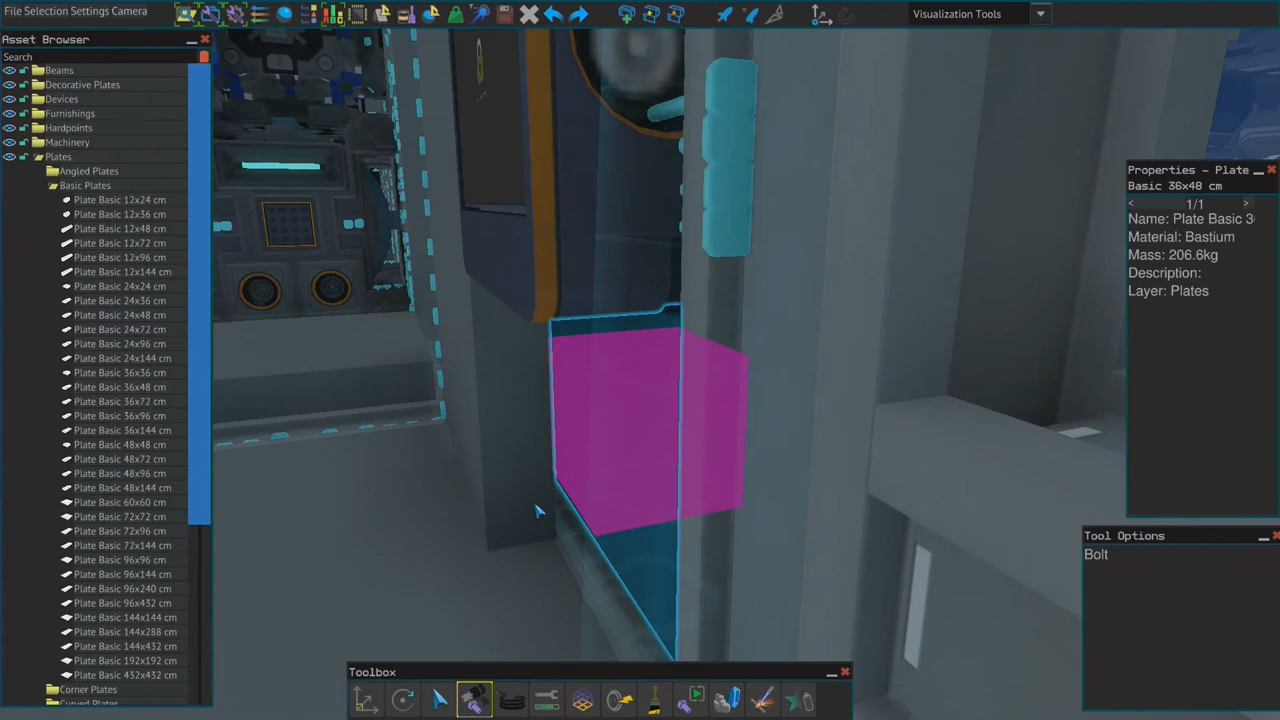 File Selection Settings Camera
Visualization Tools
Asset Browser
Search
Beams
Decorative Plates
Devices
Furnishings
Hardpoints
Machinery
Plates
Angled Plates
Basic Plates
Plate Basic 12x24 cm
Plate Basic 12x36 cm
Plate Basic 12x48 cm
Plate Basic 12x72 cm
Plate Basic 12x96 cm
Plate Basic 12x144 cm
Plate Basic 24x24 cm
Plate Basic 24x36 cm
Plate Basic 24x48 cm
Plate Basic 24x72 cm
Plate Basic 24x96 cm
Plate Basic 24x144 cm
Plate Basic 36x36 cm
Plate Basic 36x48 cm
Plate Basic 36x72 cm
Plate Basic 36x96 cm
Plate Basic 36x144 cm
Plate Basic 48x48 cm
Plate Basic 48x72 cm
Plate Basic 48x96 cm
Plate Basic 48x144 cm
Plate Basic 60x60 cm
Plate Basic 72x72 cm
Plate Basic 72x96 cm
Plate Basic 72x144 cm
Plate Basic 96x96 cm
Plate Basic 96x144 cm
Plate Basic 96x240 cm
Plate Basic 96x432 cm
Plate Basic 144x144 cm
Plate Basic 144x288 cm
Plate Basic 144x432 cm
Plate Basic 192x192 cm
Plate Basic 432x432 cm
Corner Plates
Curved Plates
Properties - Plate
Basic 36x48 cm
< 1/1 >
Name: Plate Basic 3
Material: Bastium
Mass: 206.6kg
Description:
Layer: Plates
Tool Options
Bolt
Toolbox